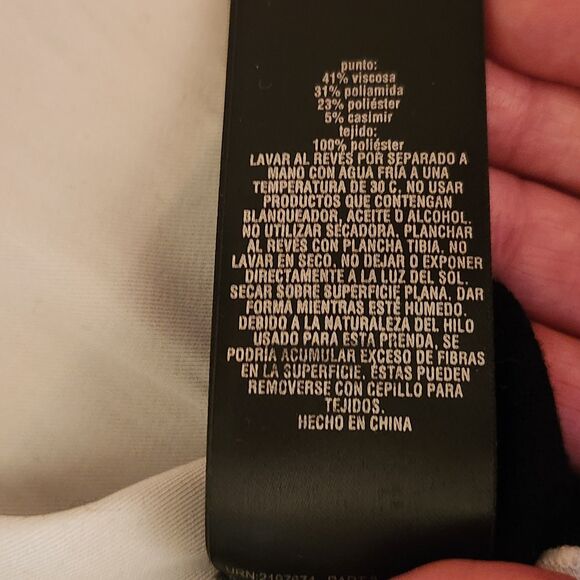 punto:
41% viscosa
31% poliamida
23% poliéster
5% casimir
tejido:
100% poliéster
LAVAR AL REVÉS POR SEPARADO A
MANO CON AGUA FRÍA A UNA
TEMPERATURA DE 30 C. NO USAR
PRODUCTOS QUE CONTENGAN
BLANQUEADOR, ACEITE O ALCOHOL.
NO UTILIZAR SECADORA. PLANCHAR
AL REVÉS CON PLANCHA TIBIA. NO
LAVAR EN SECO. NO DEJAR O EXPONER
DIRECTAMENTE A LA LUZ DEL SOL.
SECAR SOBRE SUPERFICIE PLANA, DAR
FORMA MIENTRAS ESTÉ HÚMEDO.
DEBIDO A LA NATURALEZA DEL HILO
USADO PARA ESTA PRENDA, SE
PODRÍA ACUMULAR EXCESO DE FIBRAS
EN LA SUPERFICIE, ÉSTAS PUEDEN
REMOVERSE CON CEPILLO PARA
TEJIDOS.
HECHO EN CHINA